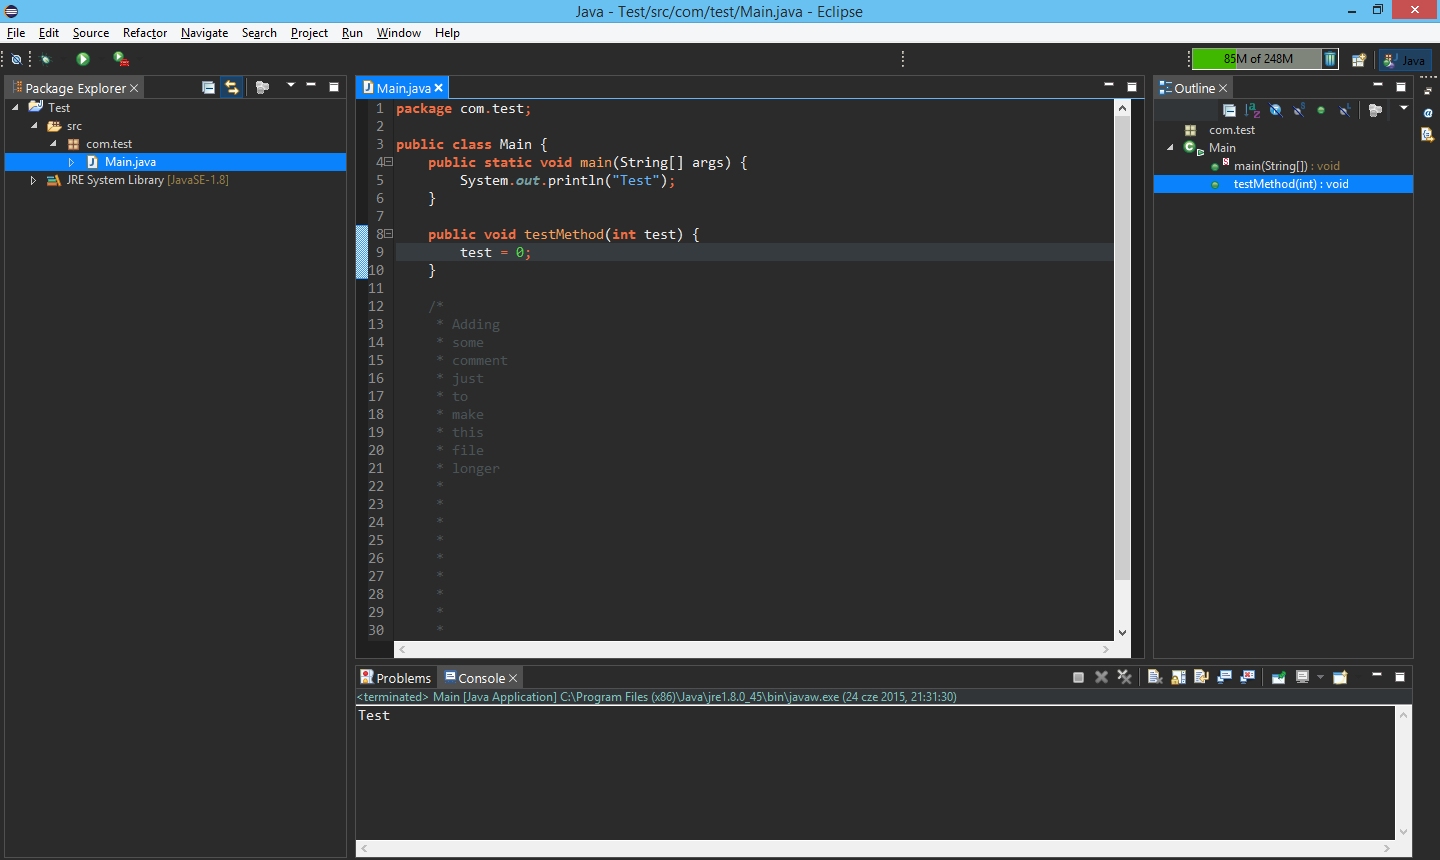 Java - Test/src/com/test/Main.java - Eclipse
File Edit Source Refactor Navigate Search Project Run Window Help
85M of 248M
Java
Package Explorer
Test
src
com.test
Main.java
JRE System Library [JavaSE-1.8]
Main.java
1 package com.test;
2
3 public class Main {
4 public static void main(String[] args) {
5 System.out.println("Test");
6 }
7
8 public void testMethod(int test) {
9 test = 0;
10 }
11
12 /*
13 * Adding
14 * some
15 * comment
16 * just
17 * to
18 * make
19 * this
20 * file
21 * longer
22 *
23 *
24 *
25 *
26 *
27 *
28 *
29 *
30 *
Outline
com.test
Main
main(String[]) : void
testMethod(int) : void
Problems Console
<terminated> Main [Java Application] C:\Program Files (x86)\Java\jre1.8.0_45\bin\javaw.exe (24 cze 2015, 21:31:30)
Test